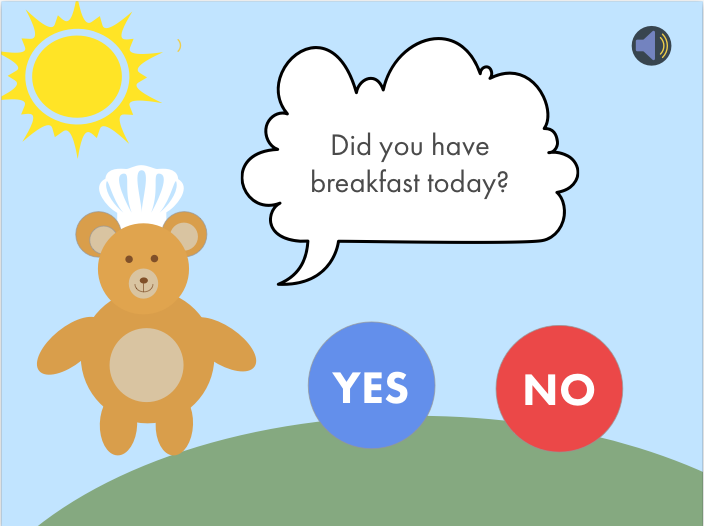 Did you have
breakfast today?
YES
NO